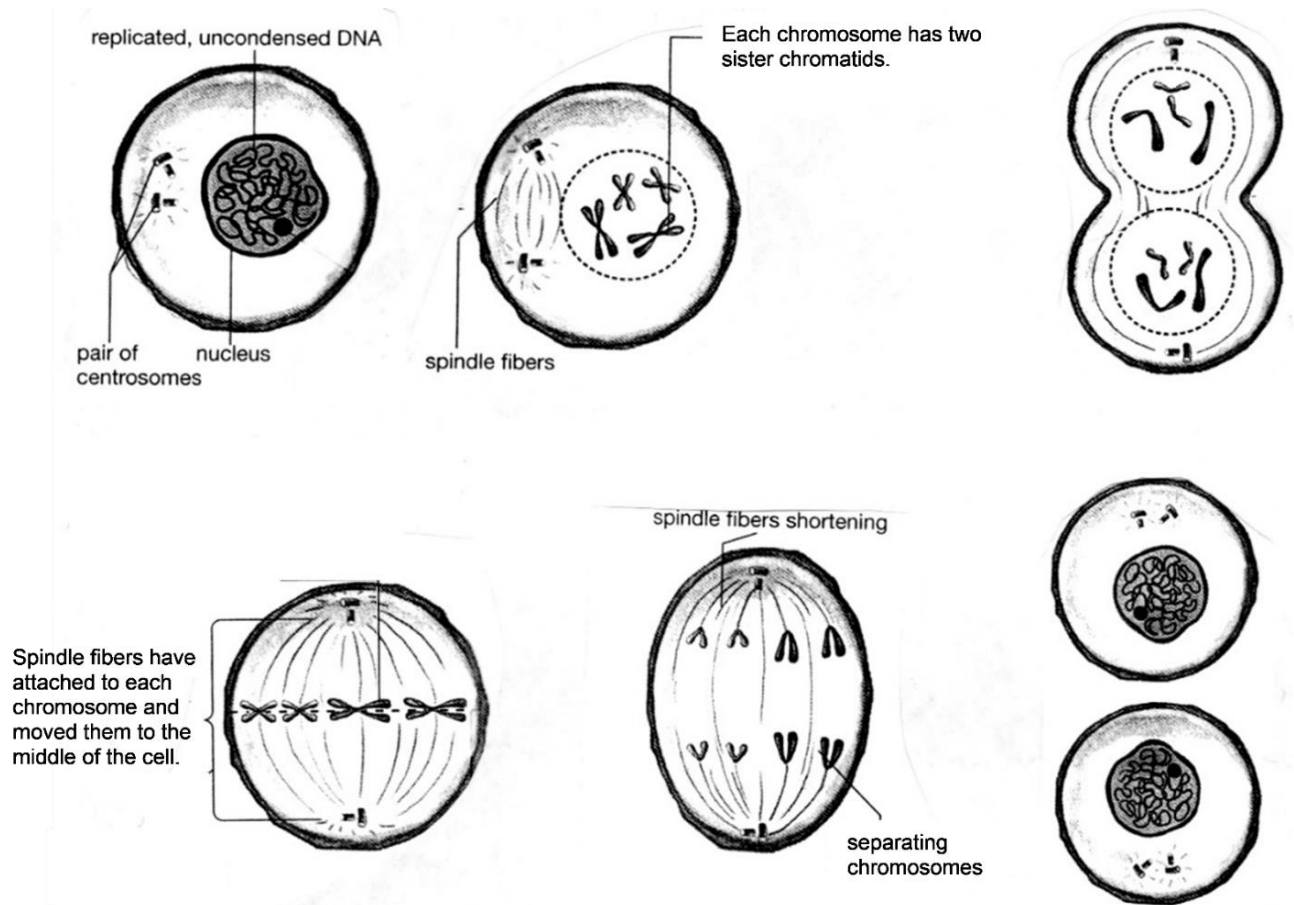 replicated, uncondensed DNA
pair of
centrosomes
nucleus
Each chromosome has two
sister chromatids.
spindle fibers
Spindle fibers have
attached to each
chromosome and
moved them to the
middle of the cell.
spindle fibers shortening
separating
chromosomes